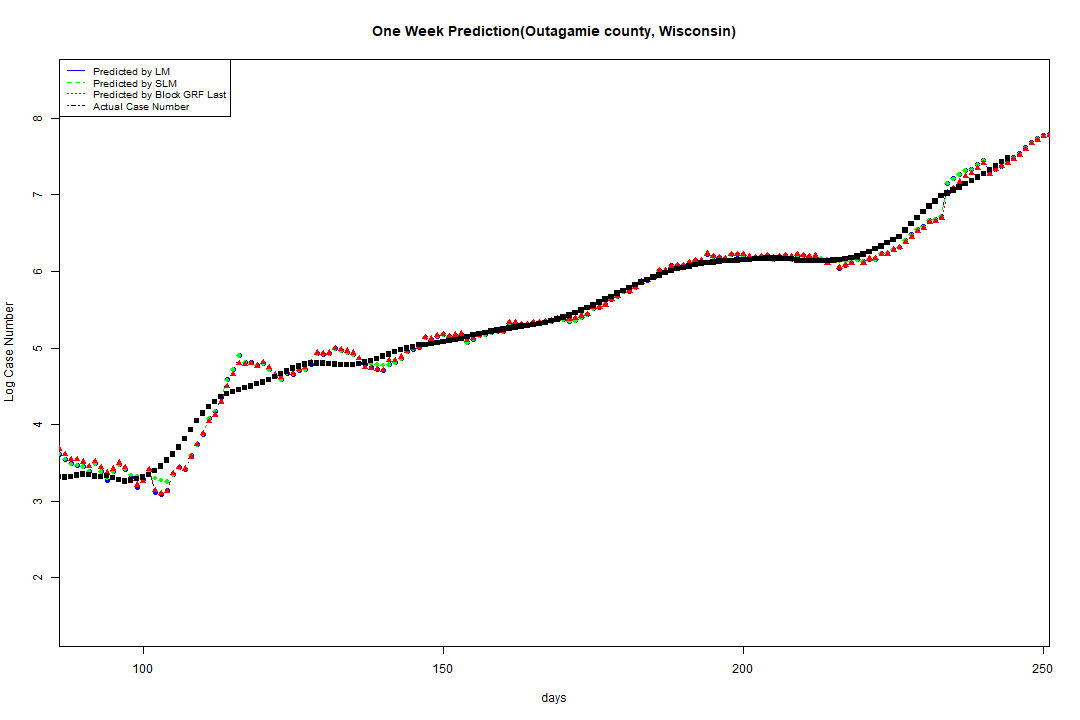 One Week Prediction(Outagamie county, Wisconsin)
Predicted by LM
Predicted by SLM
Predicted by Block GRF Last
Actual Case Number
8
7
6
5
4
3
2
Log Case Number
100 150 200 250
days